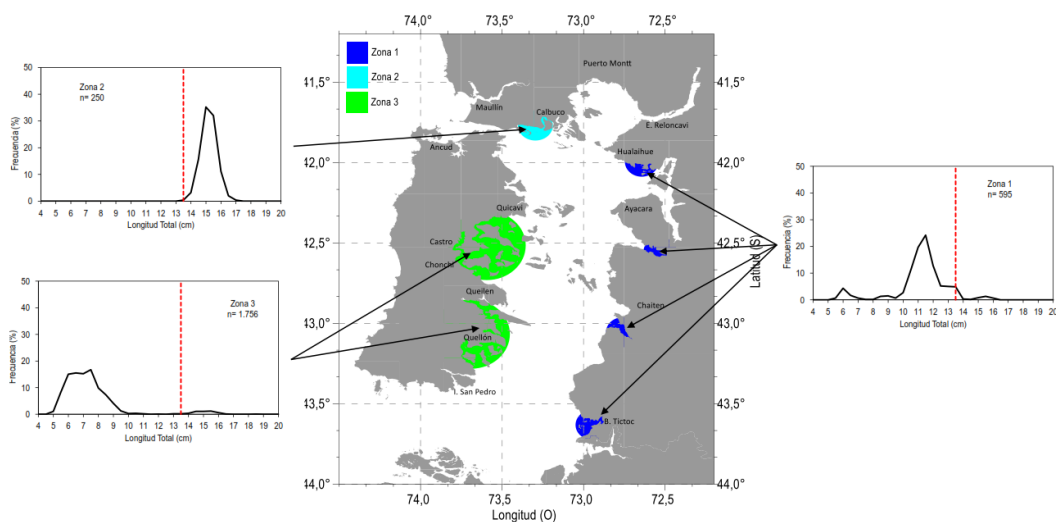 74,0° 73,5° 73,0° 72,5°
Zona 1
Zona 2
Zona 3
Puerto Montt
41,5°
Maullín
Calbuco
E. Reloncaví
42,0°
Ancud
Hualaihue
Quicaví
Ayacara
42,5°
Castro
Chonchi
42,5°
Latitud (S)
Queilen
Chaiten
43,0°
43,0°
Quellón
I. San Pedro
43,5°
43,5°
B. Tictoc
44,0°
44,0°
74,0° 73,5° 73,0° 72,5°
Longitud (O)
50
40
30
20
10
0
Frecuencia (%)
Zona 2
n= 250
4 5 6 7 8 9 10 11 12 13 14 15 16 17 18 19 20
Longitud Total (cm)
50
40
30
20
10
0
Frecuencia (%)
Zona 3
n= 1.756
4 5 6 7 8 9 10 11 12 13 14 15 16 17 18 19 20
Longitud Total (cm)
50
40
30
20
10
0
Frecuencia (%)
Zona 1
n= 595
4 5 6 7 8 9 10 11 12 13 14 15 16 17 18 19 20
Longitud Total (cm)